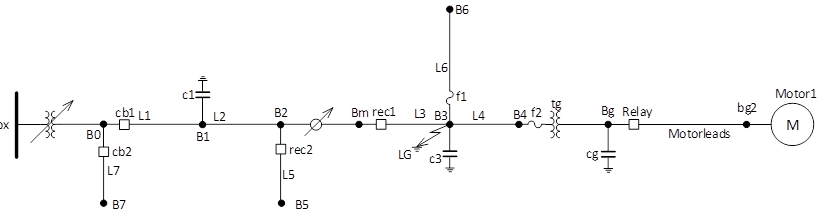 B6
L6
f1
c1
cb1 L1
L2
B2
Bm rec1
L3 B3
L4
B4 f2
tg
Bg Relay
bg2
Motor1
M
Motorleads
B0
B1
cb2
rec2
LG
c3
cg
L7
L5
B7
B5